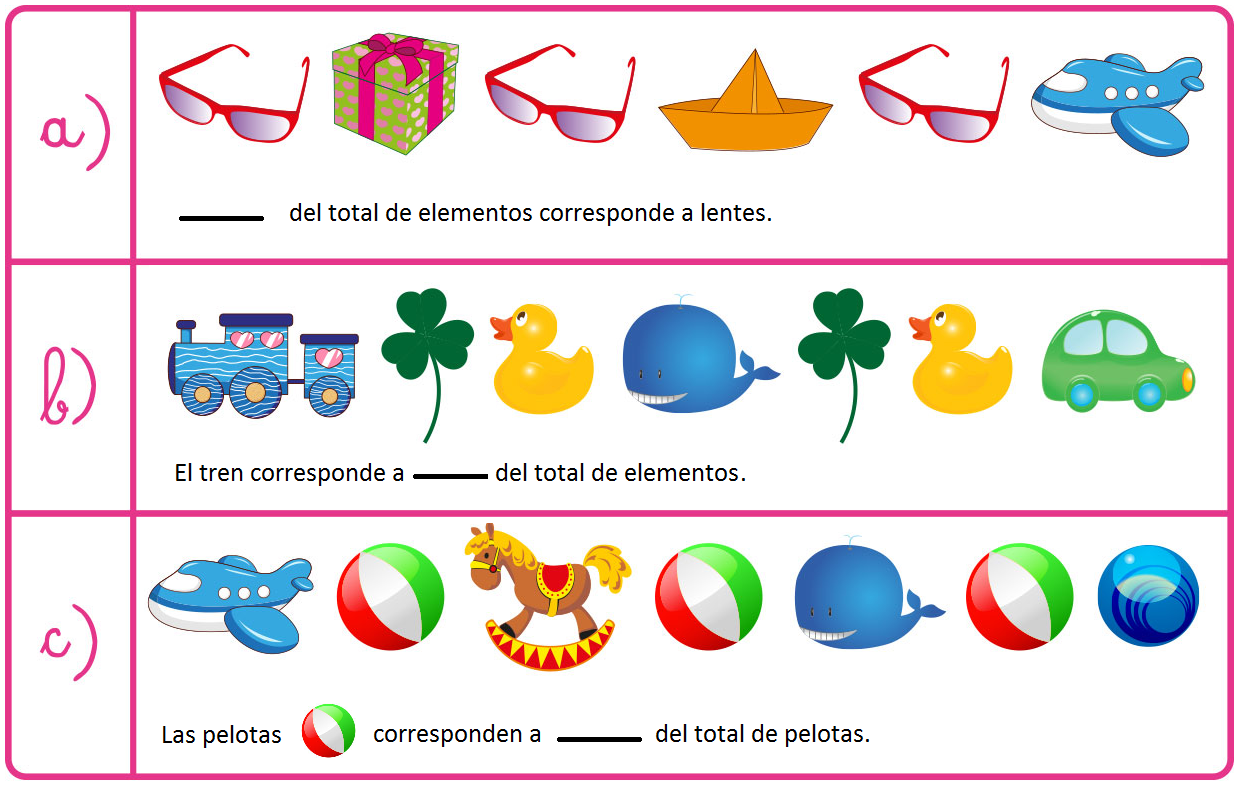 a)
_____ del total de elementos corresponde a lentes.
b)
El tren corresponde a _____ del total de elementos.
c)
Las pelotas corresponden a _____ del total de pelotas.